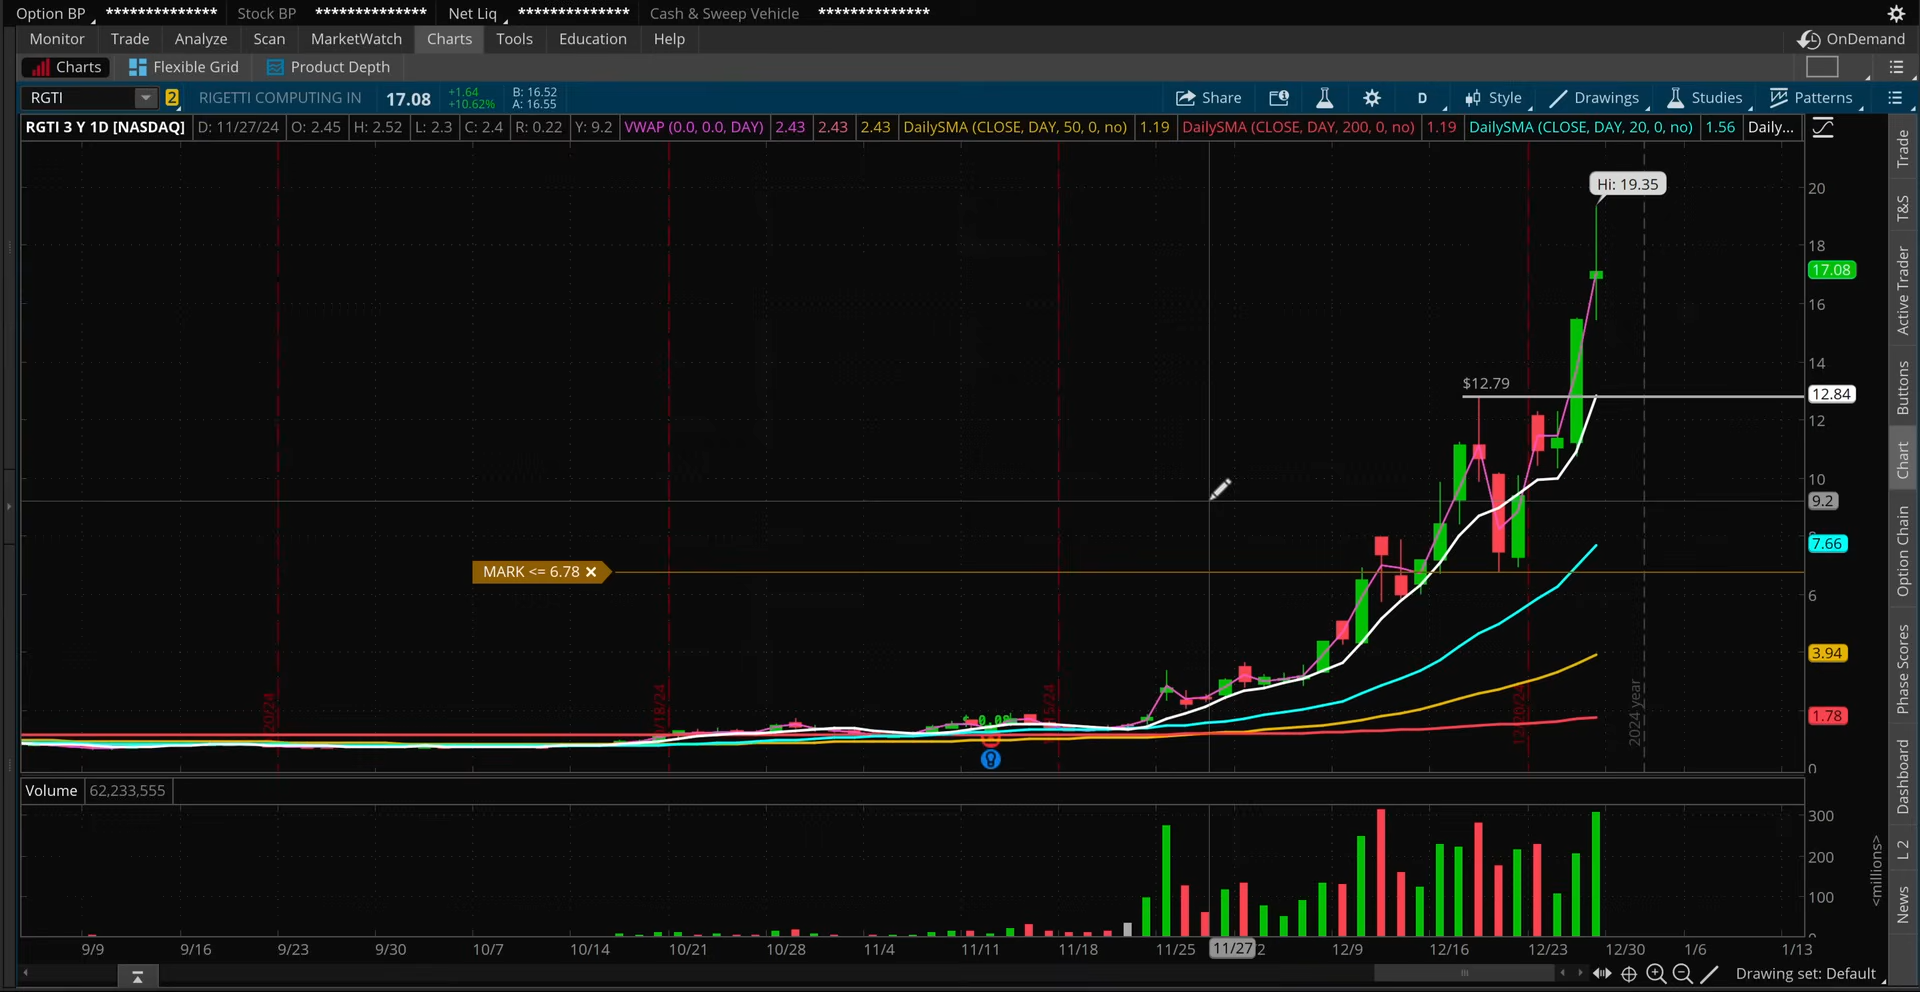 Option BP ************** Stock BP ************** Net Liq ************** Cash & Sweep Vehicle **************
Monitor Trade Analyze Scan MarketWatch Charts Tools Education Help OnDemand
Charts Flexible Grid Product Depth
RGTI 2 RIGETTI COMPUTING IN 17.08 +1.64 +10.62% B: 16.52 A: 16.55 Share D Style Drawings Studies Patterns
RGTI 3 Y 1D [NASDAQ] D: 11/27/24 O: 2.45 H: 2.52 L: 2.3 C: 2.4 R: 0.22 Y: 9.2 VWAP (0.0, 0.0, DAY) 2.43 2.43 2.43 DailySMA (CLOSE, DAY, 50, 0, no) 1.19 DailySMA (CLOSE, DAY, 200, 0, no) 1.19 DailySMA (CLOSE, DAY, 20, 0, no) 1.56 Daily...
Hi: 19.35
20
18
17.08
16
14
$12.79
12.84
12
10
9.2
8
7.66
MARK <= 6.78 ×
6
3.94
1.78
0
2024 year
Volume 62,233,555
300
200
100
0
<millions>
9/9 9/16 9/23 9/30 10/7 10/14 10/21 10/28 11/4 11/11 11/18 11/25 11/27 2 12/9 12/16 12/23 12/30 1/6 1/13
Drawing set: Default
Trade
T&S
Active Trader
Buttons
Chart
Option Chain
Phase Scores
Dashboard
L 2
News